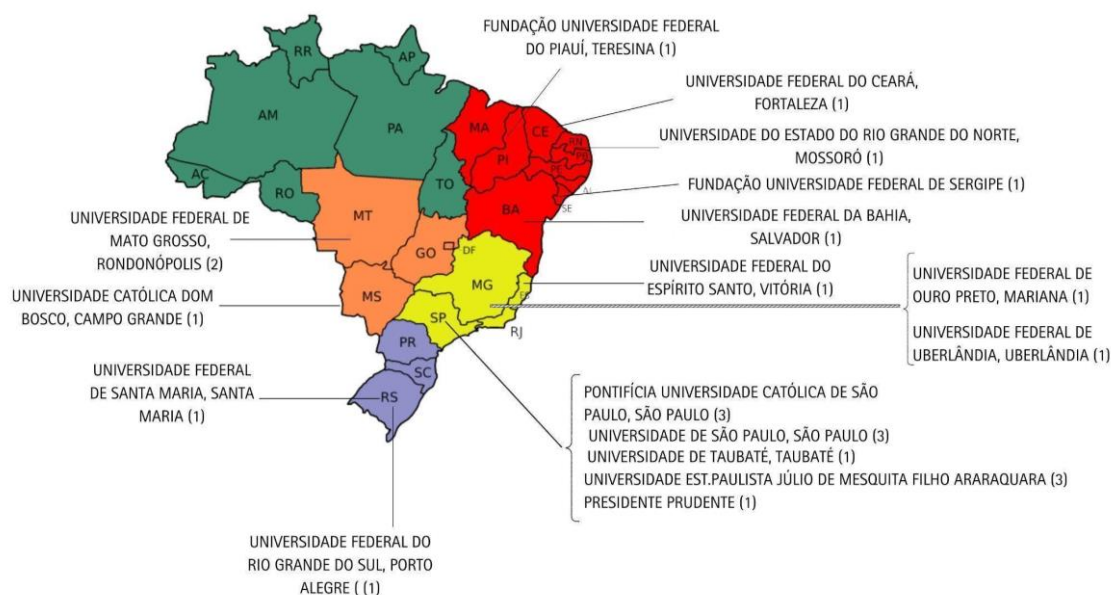 FUNDAÇÃO UNIVERSIDADE FEDERAL
DO PIAUÍ, TERESINA (1)
UNIVERSIDADE FEDERAL DO CEARÁ,
FORTALEZA (1)
UNIVERSIDADE DO ESTADO DO RIO GRANDE DO NORTE,
MOSSORÓ (1)
FUNDAÇÃO UNIVERSIDADE FEDERAL DE SERGIPE (1)
UNIVERSIDADE FEDERAL DA BAHIA,
SALVADOR (1)
UNIVERSIDADE FEDERAL DO
ESPÍRITO SANTO, VITÓRIA (1)
UNIVERSIDADE FEDERAL DE
OURO PRETO, MARIANA (1)
UNIVERSIDADE FEDERAL DE
UBERLÂNDIA, UBERLÂNDIA (1)
RR
AP
AM
PA
MA
CE
RN
PB
PI
PE
AL
SE
AC
RO
TO
BA
MT
GO
DF
MG
ES
MS
SP
RJ
PR
SC
RS
UNIVERSIDADE FEDERAL DE
MATO GROSSO,
RONDONÓPOLIS (2)
UNIVERSIDADE CATÓLICA DOM
BOSCO, CAMPO GRANDE (1)
UNIVERSIDADE FEDERAL
DE SANTA MARIA, SANTA
MARIA (1)
PONTIFÍCIA UNIVERSIDADE CATÓLICA DE SÃO
PAULO, SÃO PAULO (3)
UNIVERSIDADE DE SÃO PAULO, SÃO PAULO (3)
UNIVERSIDADE DE TAUBATÉ, TAUBATÉ (1)
UNIVERSIDADE EST.PAULISTA JÚLIO DE MESQUITA FILHO ARARAQUARA (3)
PRESIDENTE PRUDENTE (1)
UNIVERSIDADE FEDERAL DO
RIO GRANDE DO SUL, PORTO
ALEGRE ( (1)